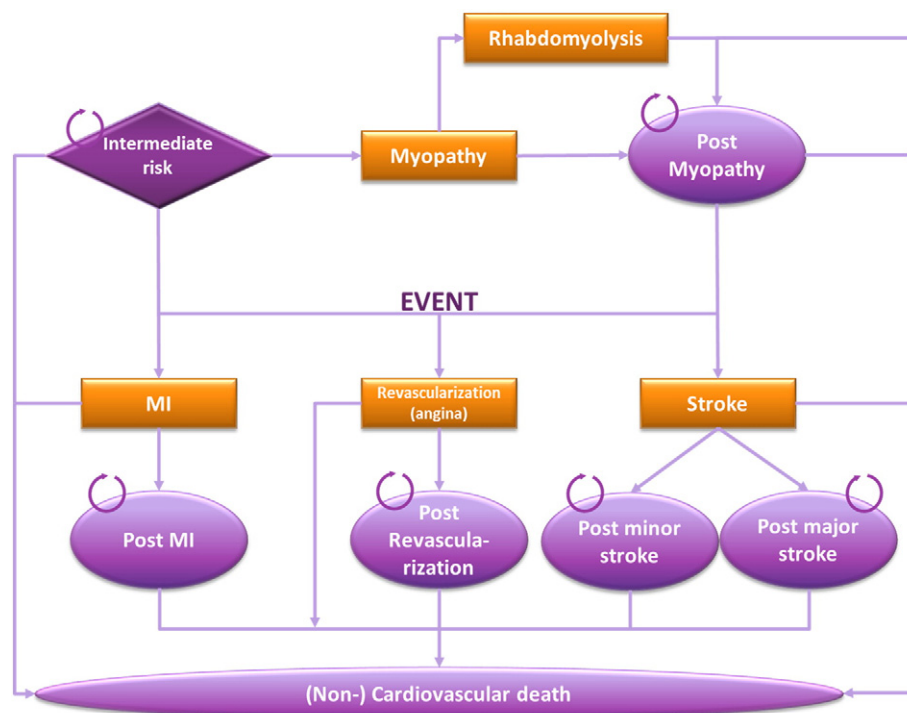 Rhabdomyolysis
Intermediate
risk
Myopathy
Post
Myopathy
EVENT
MI
Revascularization
(angina)
Stroke
Post MI
Post
Revascula-
rization
Post minor
stroke
Post major
stroke
(Non-) Cardiovascular death